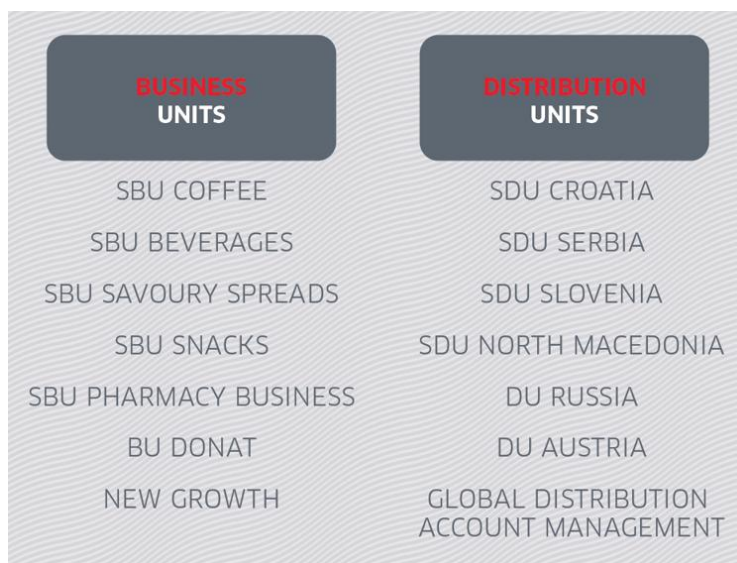 BUSINESS
UNITS
SBU COFFEE
SBU BEVERAGES
SBU SAVOURY SPREADS
SBU SNACKS
SBU PHARMACY BUSINESS
BU DONAT
NEW GROWTH
DISTRIBUTION
UNITS
SDU CROATIA
SDU SERBIA
SDU SLOVENIA
SDU NORTH MACEDONIA
DU RUSSIA
DU AUSTRIA
GLOBAL DISTRIBUTION
ACCOUNT MANAGEMENT